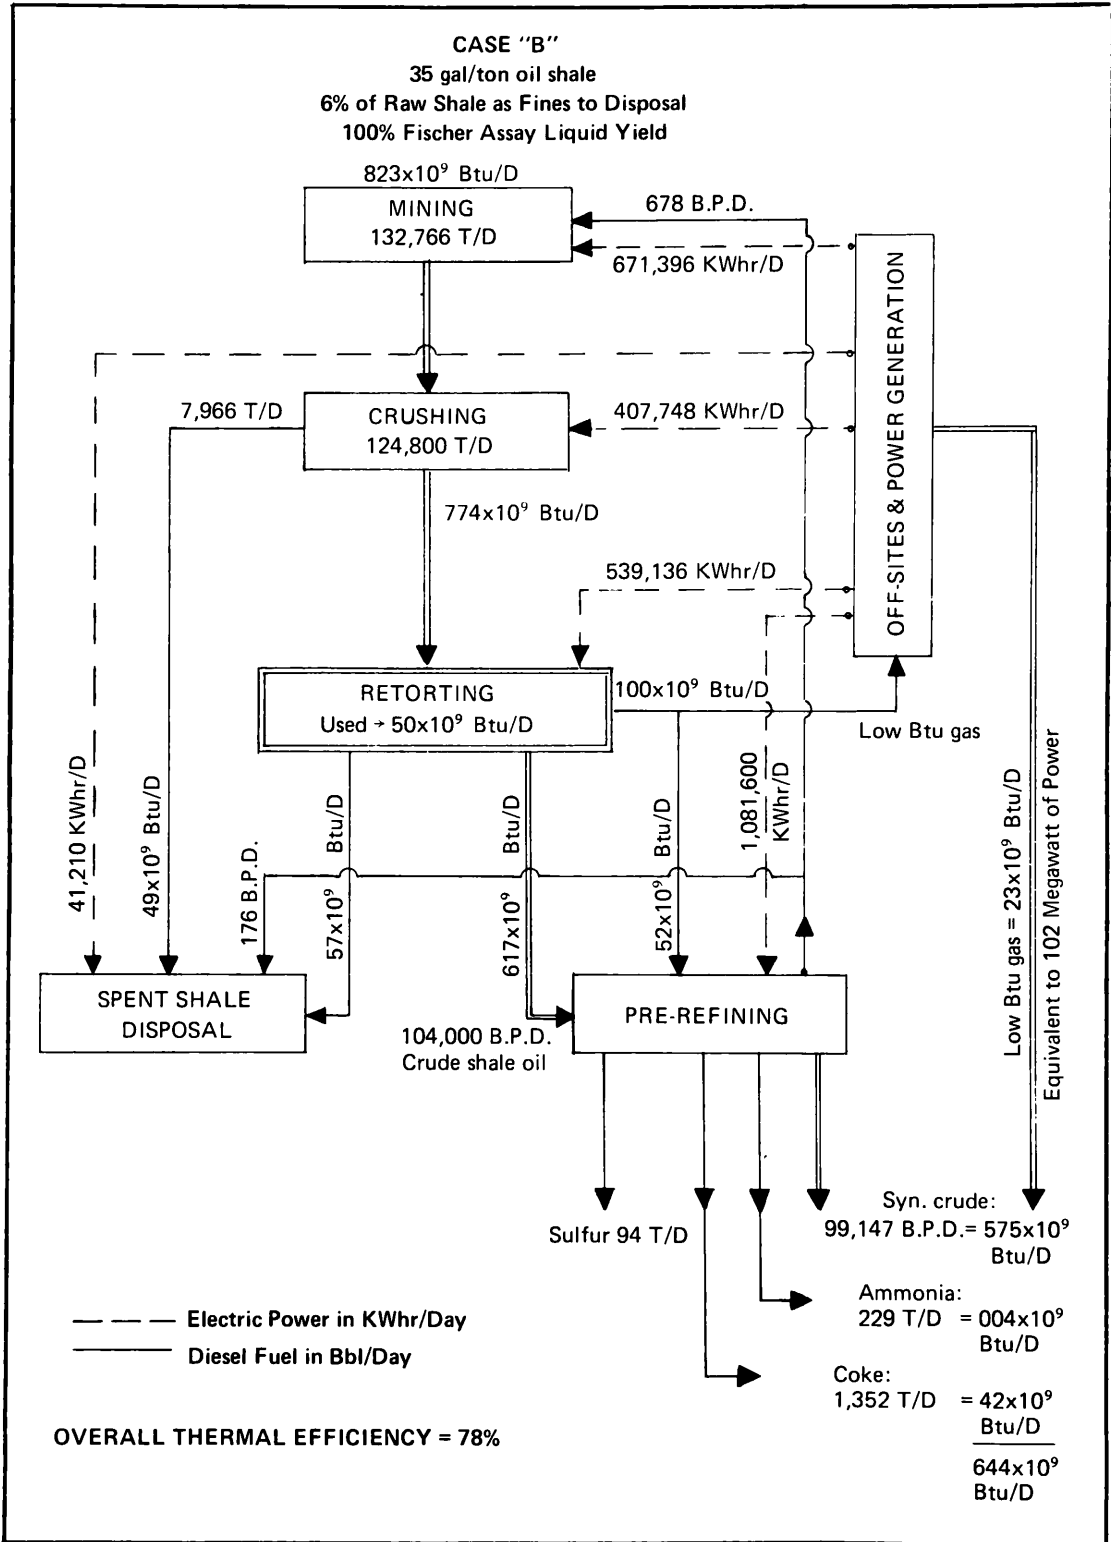 CASE "B"
35 gal/ton oil shale
6% of Raw Shale as Fines to Disposal
100% Fischer Assay Liquid Yield
823x10⁹ Btu/D
MINING
132,766 T/D
678 B.P.D.
671,396 KWhr/D
OFF-SITES & POWER GENERATION
7,966 T/D
CRUSHING
124,800 T/D
407,748 KWhr/D
774x10⁹ Btu/D
539,136 KWhr/D
RETORTING
Used → 50x10⁹ Btu/D
100x10⁹ Btu/D
Low Btu gas
41,210 KWhr/D
49x10⁹ Btu/D
176 B.P.D.
57x10⁹ Btu/D
617x10⁹ Btu/D
52x10⁹ Btu/D
1,081,600
KWhr/D
Low Btu gas = 23x10⁹ Btu/D
Equivalent to 102 Megawatt of Power
SPENT SHALE
DISPOSAL
104,000 B.P.D.
Crude shale oil
PRE-REFINING
Sulfur 94 T/D
Syn. crude:
99,147 B.P.D.= 575x10⁹
Btu/D
Ammonia:
229 T/D = 004x10⁹
Btu/D
Coke:
1,352 T/D = 42x10⁹
Btu/D
644x10⁹
Btu/D
Electric Power in KWhr/Day
Diesel Fuel in Bbl/Day
OVERALL THERMAL EFFICIENCY = 78%